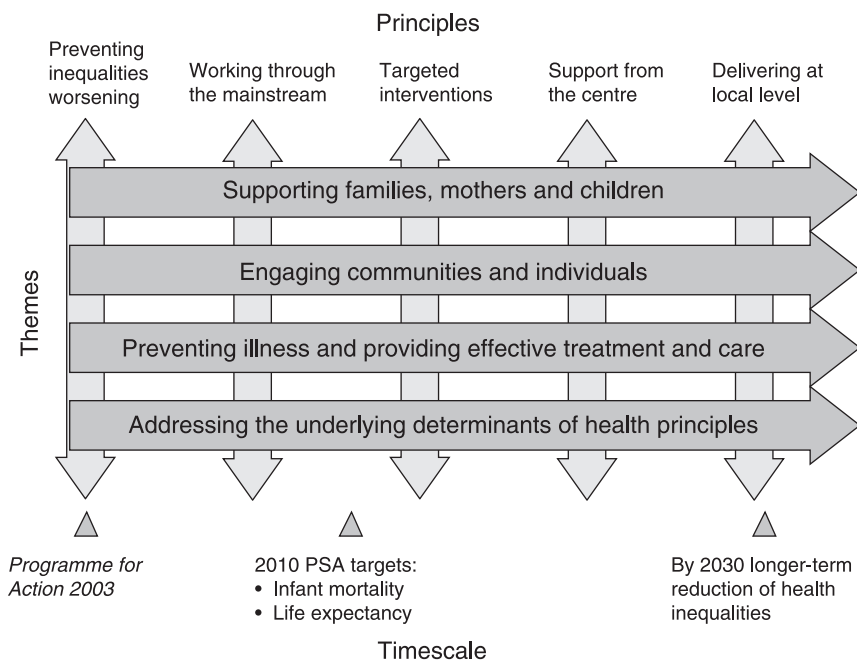 Principles
Preventing
inequalities
worsening
Working through
the mainstream
Targeted
interventions
Support from
the centre
Delivering at
local level
Themes
Supporting families, mothers and children
Engaging communities and individuals
Preventing illness and providing effective treatment and care
Addressing the underlying determinants of health principles
Programme for
Action 2003
2010 PSA targets:
• Infant mortality
• Life expectancy
By 2030 longer-term
reduction of health
inequalities
Timescale